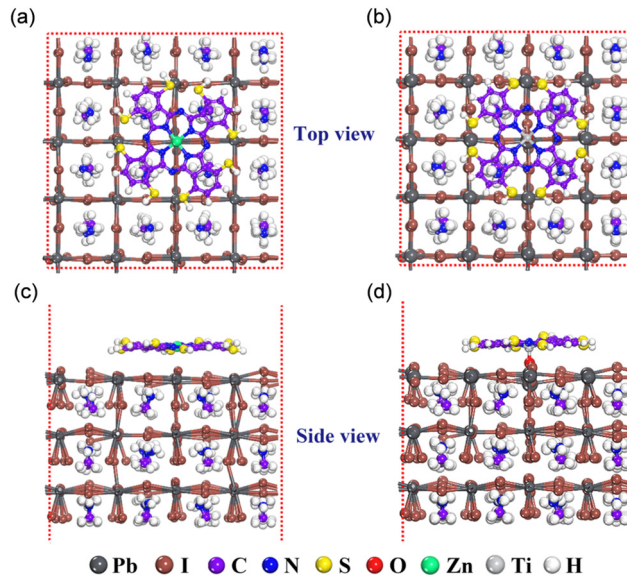 (a)
(b)
Top view
(c)
(d)
Side view
Pb I C N S O Zn Ti H